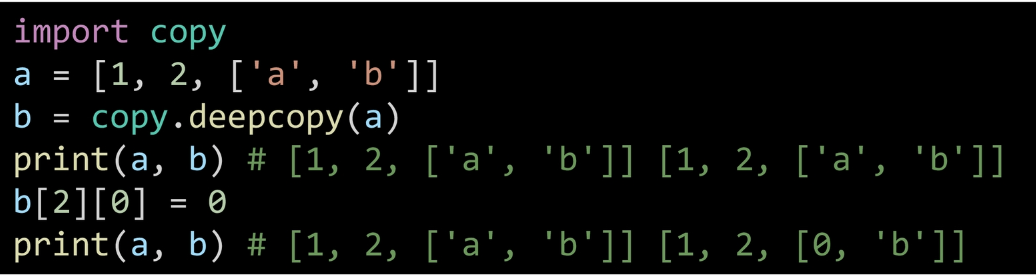 import copy
a = [1, 2, ['a', 'b']]
b = copy.deepcopy(a)
print(a, b) # [1, 2, ['a', 'b']] [1, 2, ['a', 'b']]
b[2][0] = 0
print(a, b) # [1, 2, ['a', 'b']] [1, 2, [0, 'b']]